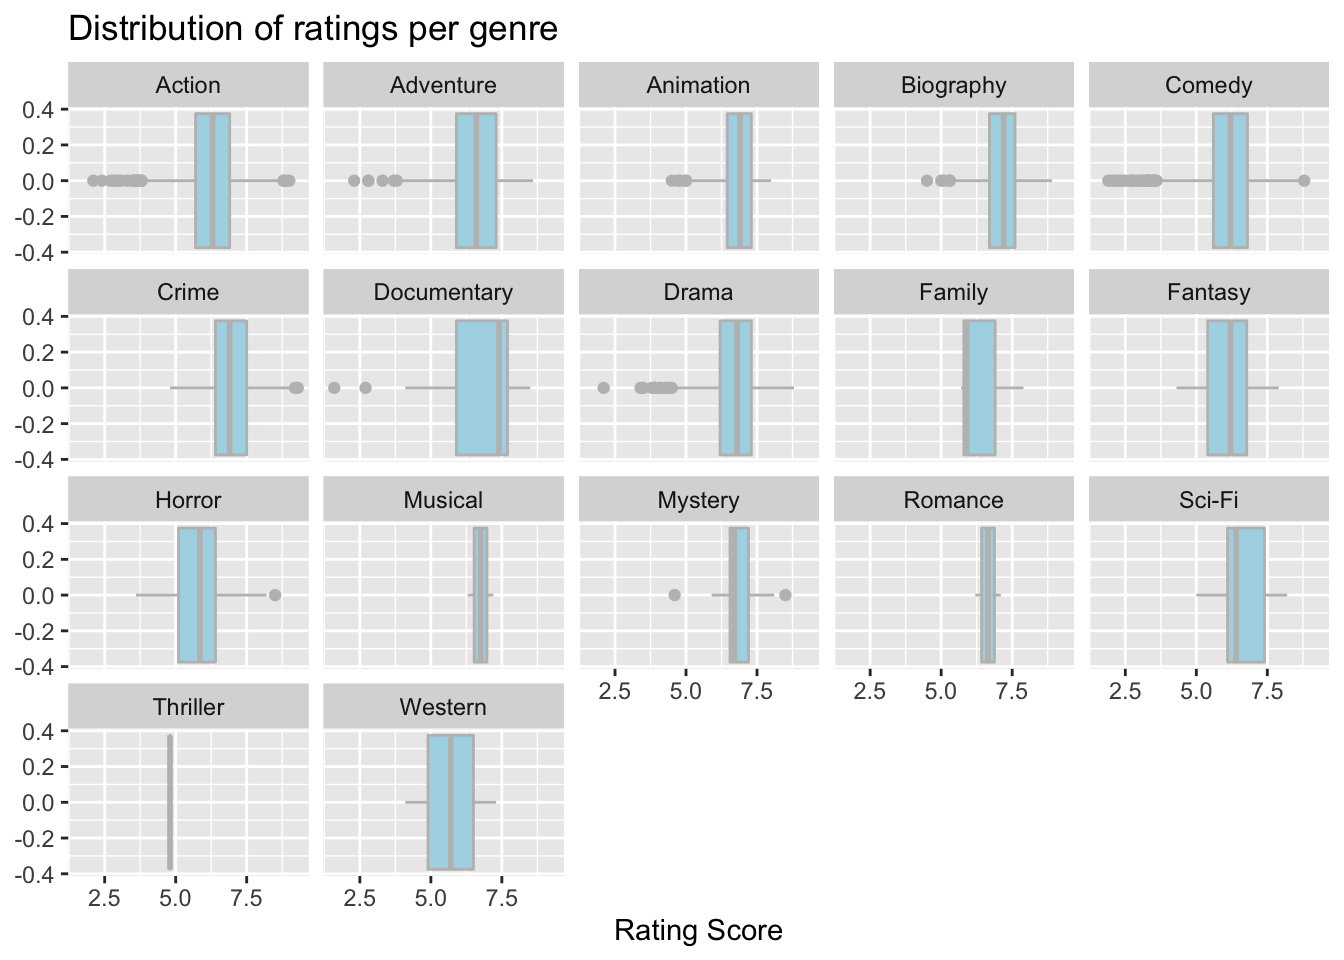 Distribution of ratings per genre
Action Adventure Animation Biography Comedy
0.4
0.2
0.0
-0.2
-0.4
Crime Documentary Drama Family Fantasy
0.4
0.2
0.0
-0.2
-0.4
Horror Musical Mystery Romance Sci-Fi
0.4
0.2
0.0
-0.2
-0.4
2.5 5.0 7.5 2.5 5.0 7.5 2.5 5.0 7.5
Thriller Western
0.4
0.2
0.0
-0.2
-0.4
2.5 5.0 7.5 2.5 5.0 7.5
Rating Score